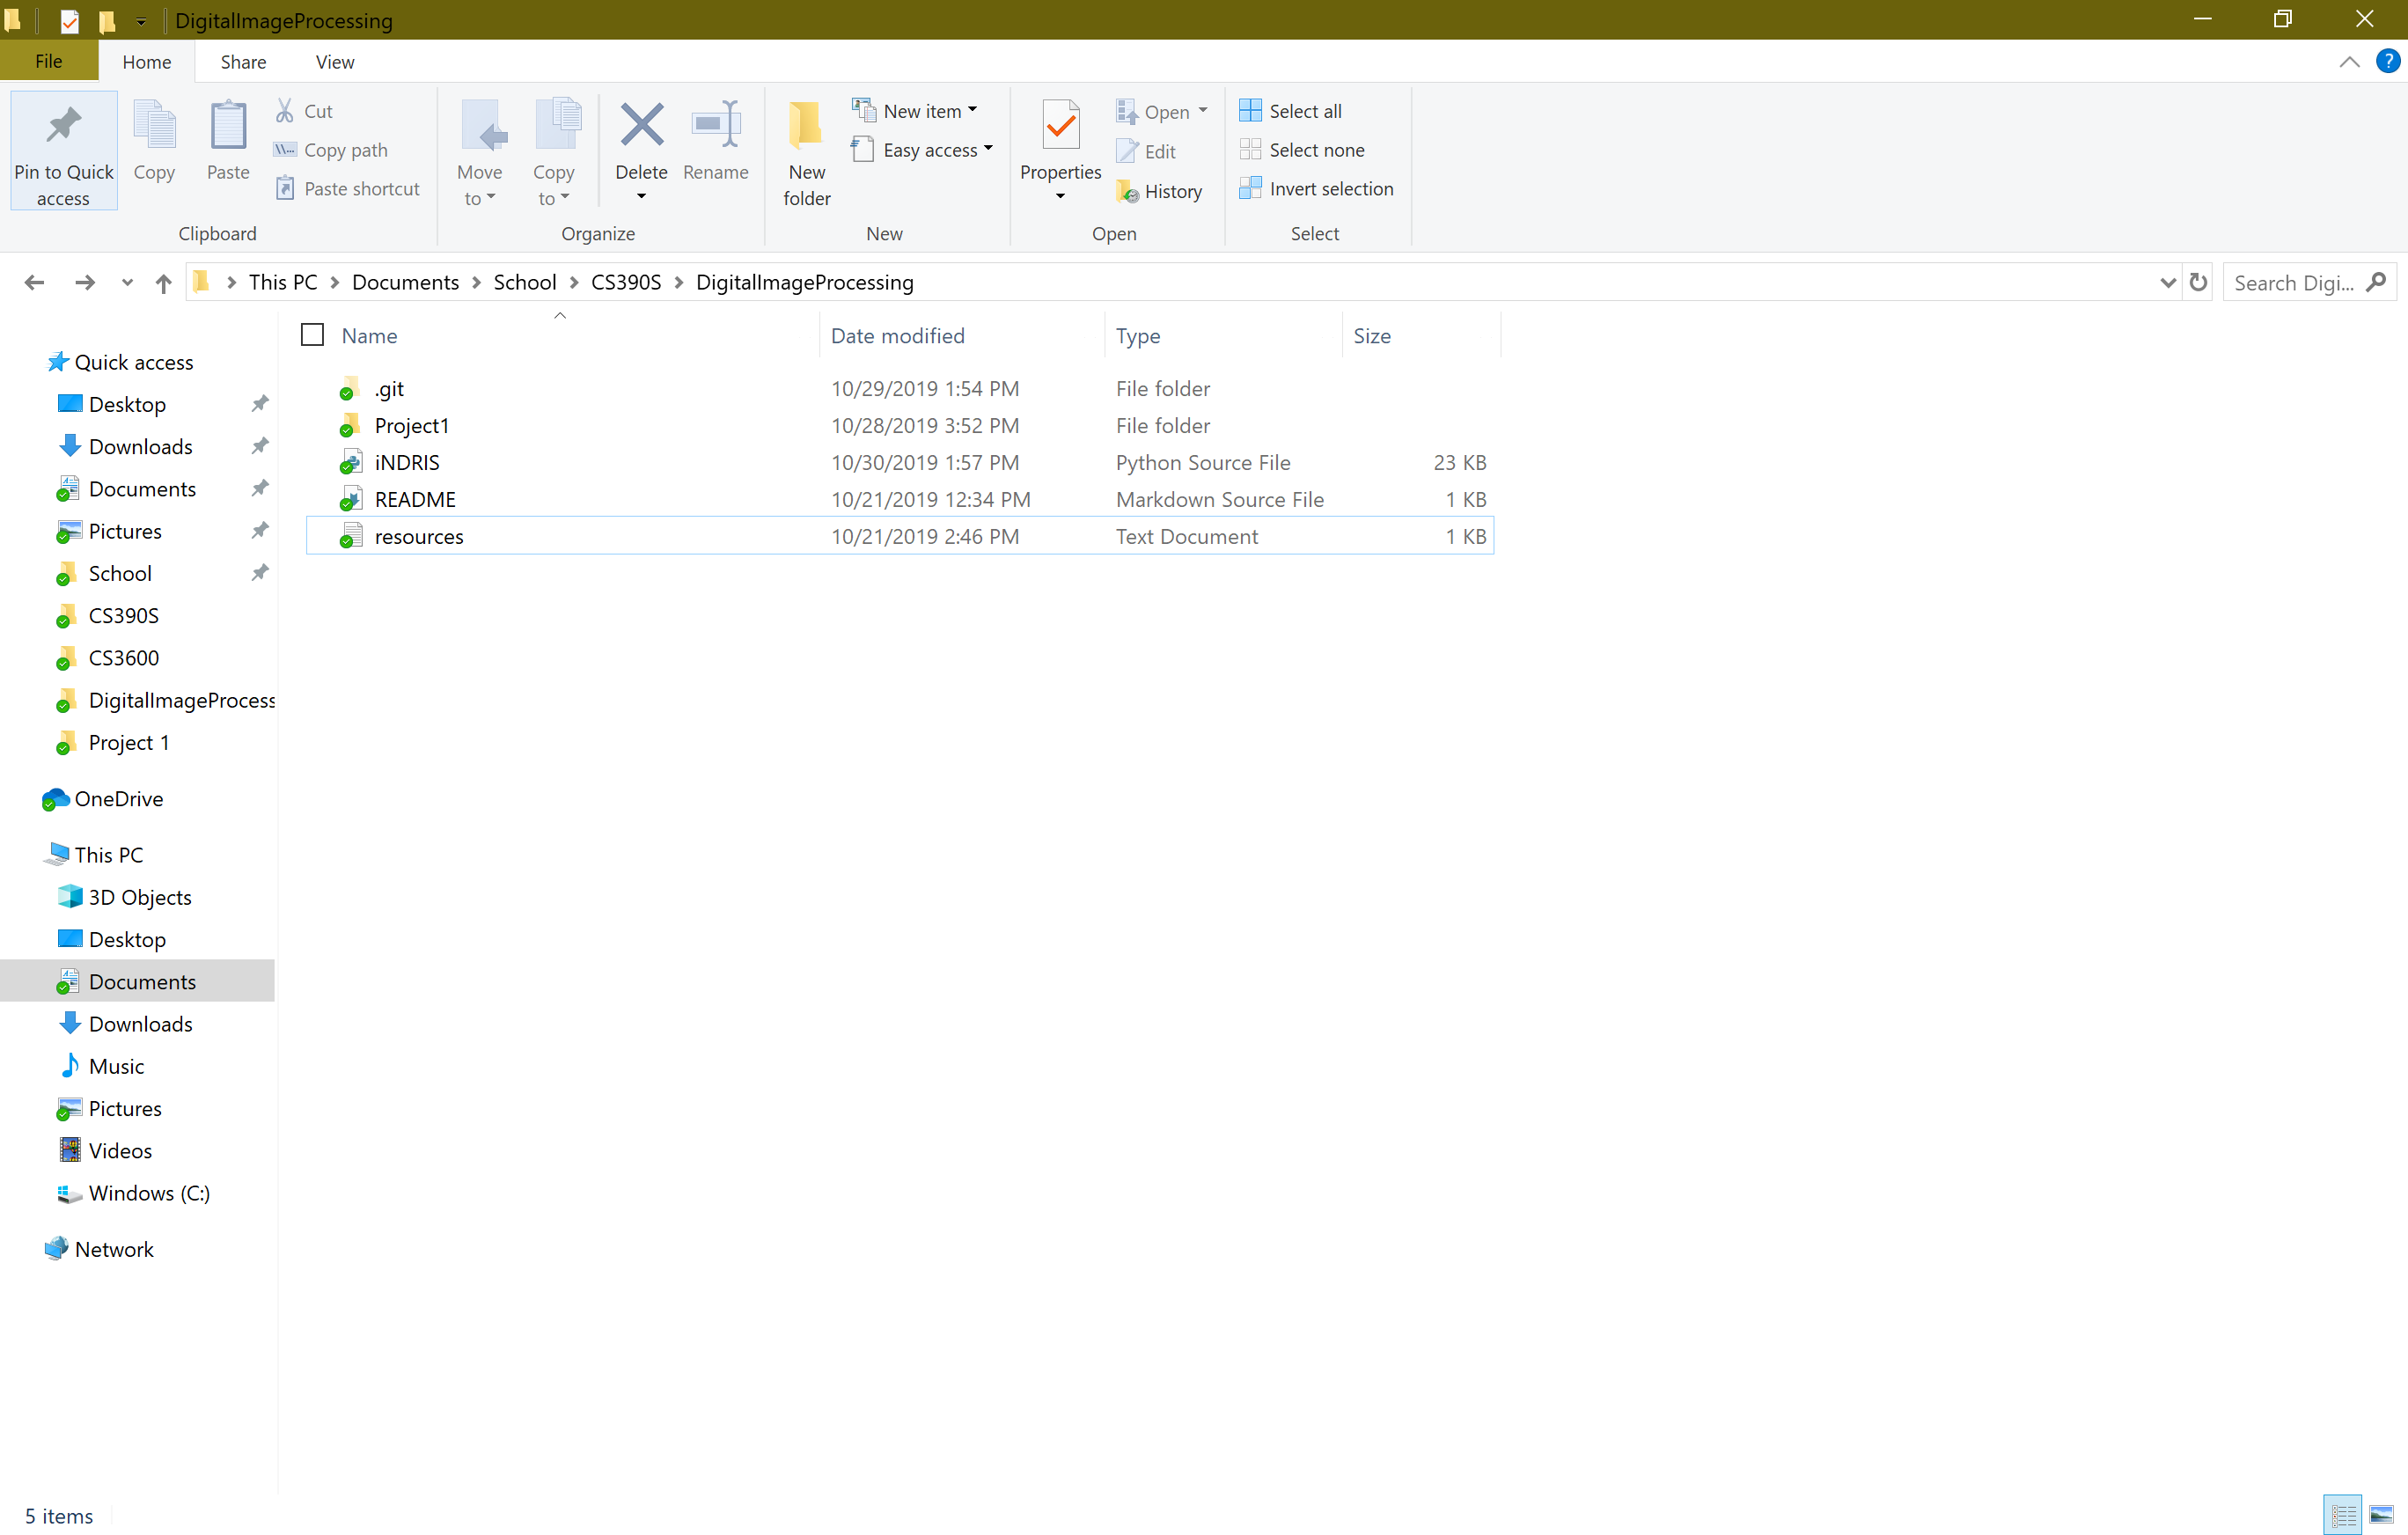 DigitalImageProcessing
File Home Share View
Pin to Quick access
Copy
Paste
Cut
Copy path
Paste shortcut
Clipboard
Move to
Copy to
Delete
Rename
Organize
New folder
New item
Easy access
New
Properties
Open
Edit
History
Open
Select all
Select none
Invert selection
Select
This PC > Documents > School > CS390S > DigitalImageProcessing
Search Digi...
Name Date modified Type Size
.git 10/29/2019 1:54 PM File folder
Project1 10/28/2019 3:52 PM File folder
iNDRIS 10/30/2019 1:57 PM Python Source File 23 KB
README 10/21/2019 12:34 PM Markdown Source File 1 KB
resources 10/21/2019 2:46 PM Text Document 1 KB
Quick access
Desktop
Downloads
Documents
Pictures
School
CS390S
CS3600
DigitalImageProcess
Project 1
OneDrive
This PC
3D Objects
Desktop
Documents
Downloads
Music
Pictures
Videos
Windows (C:)
Network
5 items